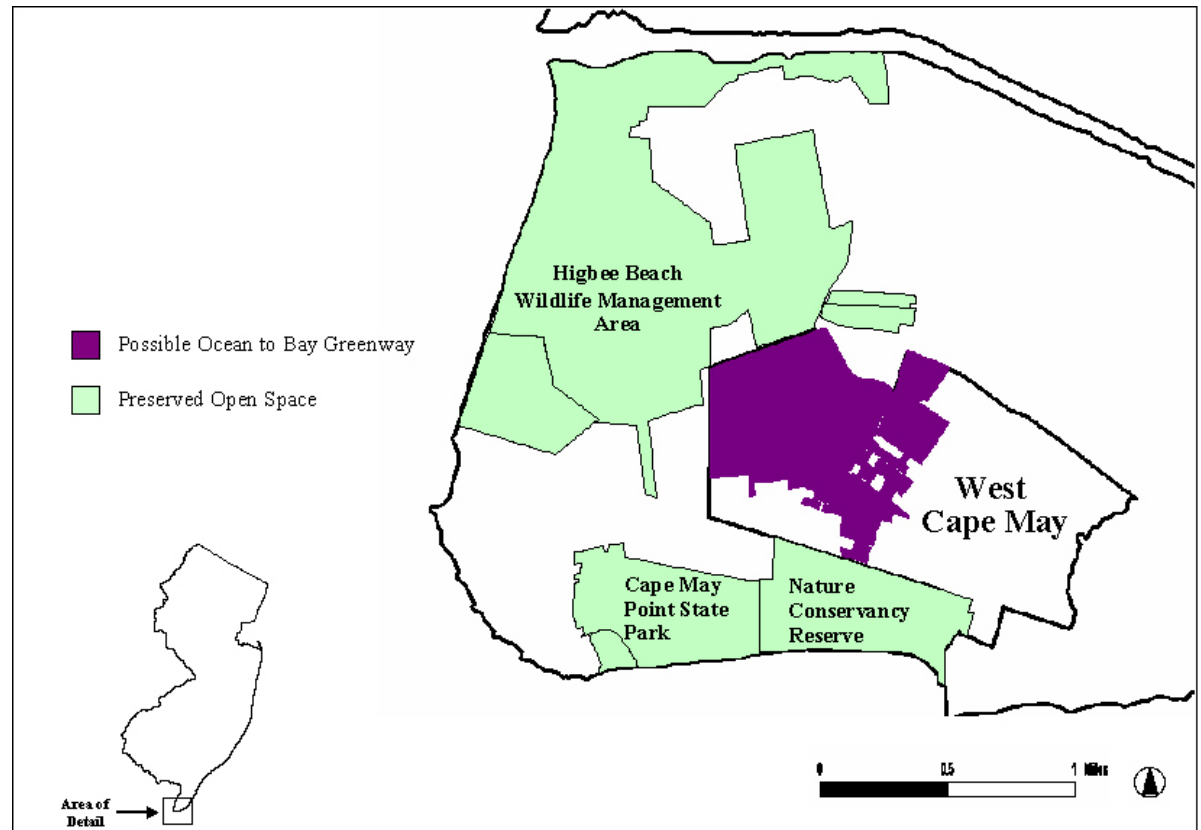 Higbee Beach
Wildlife Management
Area
Possible Ocean to Bay Greenway
Preserved Open Space
West
Cape May
Cape May
Point State
Park
Nature
Conservancy
Reserve
Area of
Detail
0 0.5 1 Miles